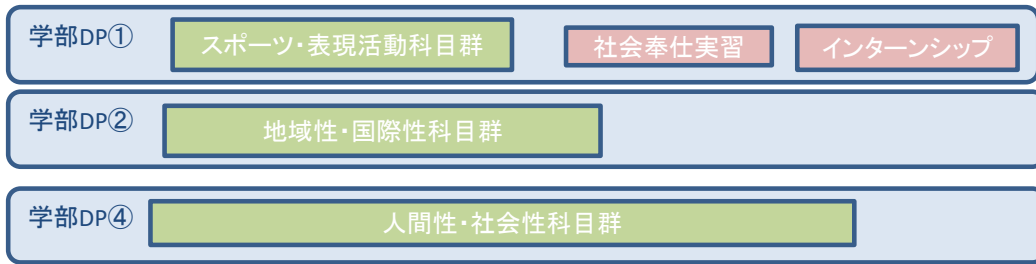 学部DP①
スポーツ・表現活動科目群
社会奉仕実習
インターンシップ
学部DP②
地域性・国際性科目群
学部DP④
人間性・社会性科目群